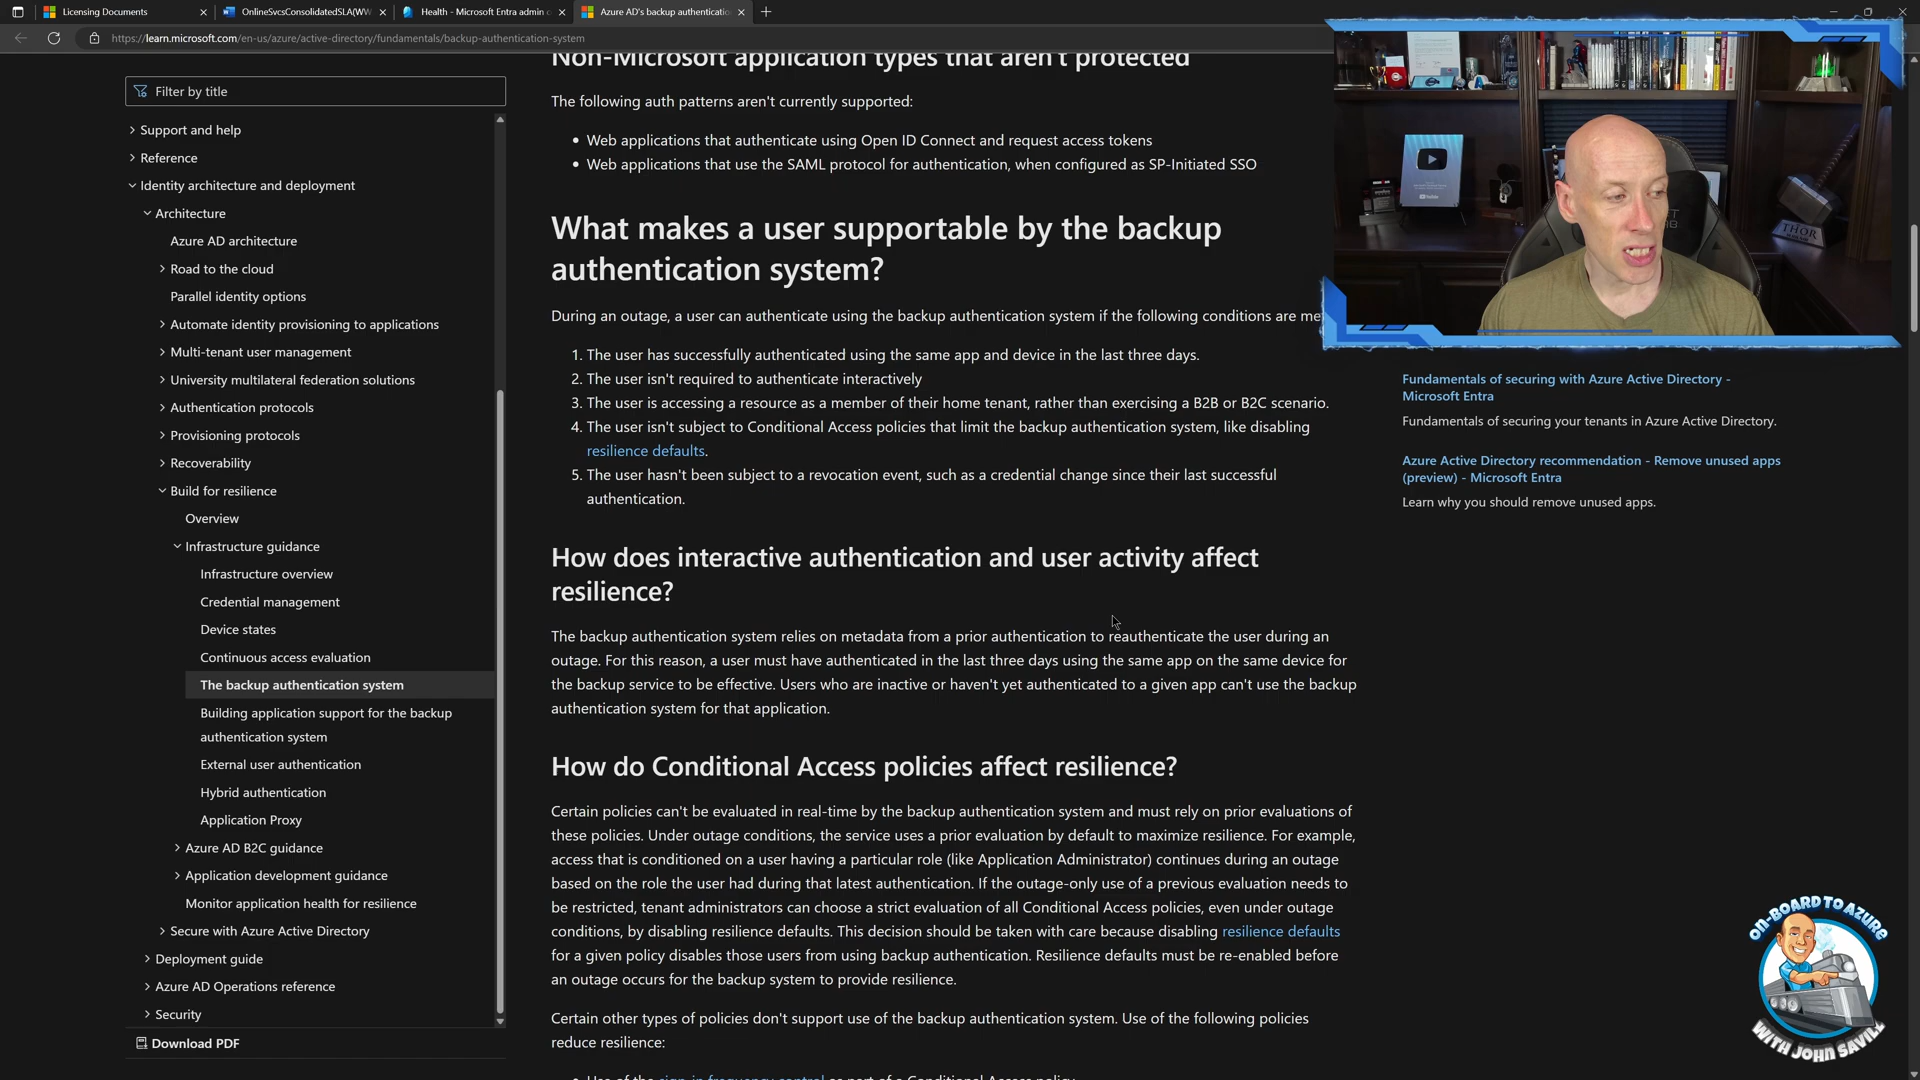 Licensing Documents
OnlineSvcsConsolidatedSLA(WW
Health - Microsoft Entra admin c
Azure AD's backup authenticatio
https://learn.microsoft.com/en-us/azure/active-directory/fundamentals/backup-authentication-system
Filter by title
Support and help
Reference
Identity architecture and deployment
Architecture
Azure AD architecture
Road to the cloud
Parallel identity options
Automate identity provisioning to applications
Multi-tenant user management
University multilateral federation solutions
Authentication protocols
Provisioning protocols
Recoverability
Build for resilience
Overview
Infrastructure guidance
Infrastructure overview
Credential management
Device states
Continuous access evaluation
The backup authentication system
Building application support for the backup
authentication system
External user authentication
Hybrid authentication
Application Proxy
Azure AD B2C guidance
Application development guidance
Monitor application health for resilience
Secure with Azure Active Directory
Deployment guide
Azure AD Operations reference
Security
Download PDF
Non-Microsoft application types that aren't protected
The following auth patterns aren't currently supported:
• Web applications that authenticate using Open ID Connect and request access tokens
• Web applications that use the SAML protocol for authentication, when configured as SP-Initiated SSO
What makes a user supportable by the backup
authentication system?
During an outage, a user can authenticate using the backup authentication system if the following conditions are me
1. The user has successfully authenticated using the same app and device in the last three days.
2. The user isn't required to authenticate interactively
3. The user is accessing a resource as a member of their home tenant, rather than exercising a B2B or B2C scenario.
4. The user isn't subject to Conditional Access policies that limit the backup authentication system, like disabling
resilience defaults.
5. The user hasn't been subject to a revocation event, such as a credential change since their last successful
authentication.
How does interactive authentication and user activity affect
resilience?
The backup authentication system relies on metadata from a prior authentication to reauthenticate the user during an
outage. For this reason, a user must have authenticated in the last three days using the same app on the same device for
the backup service to be effective. Users who are inactive or haven't yet authenticated to a given app can't use the backup
authentication system for that application.
How do Conditional Access policies affect resilience?
Certain policies can't be evaluated in real-time by the backup authentication system and must rely on prior evaluations of
these policies. Under outage conditions, the service uses a prior evaluation by default to maximize resilience. For example,
access that is conditioned on a user having a particular role (like Application Administrator) continues during an outage
based on the role the user had during that latest authentication. If the outage-only use of a previous evaluation needs to
be restricted, tenant administrators can choose a strict evaluation of all Conditional Access policies, even under outage
conditions, by disabling resilience defaults. This decision should be taken with care because disabling resilience defaults
for a given policy disables those users from using backup authentication. Resilience defaults must be re-enabled before
an outage occurs for the backup system to provide resilience.
Certain other types of policies don't support use of the backup authentication system. Use of the following policies
reduce resilience:
• Use of the sign-in frequency control as part of a Conditional Access policy.
Fundamentals of securing with Azure Active Directory -
Microsoft Entra
Fundamentals of securing your tenants in Azure Active Directory.
Azure Active Directory recommendation - Remove unused apps
(preview) - Microsoft Entra
Learn why you should remove unused apps.
THOR
ON-BOARD TO AZURE
WITH JOHN SAVILL